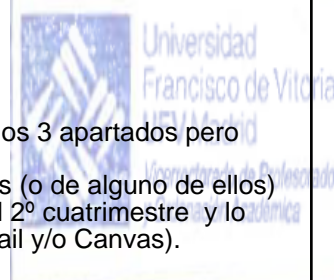 Universidad
Francisco de Vitoria
UFV Madrid
os 3 apartados pero
Vicerrectorado de Profesorado
s (o de alguno de ellos)
y Ordenación Académica
l 2º cuatrimestre y lo
ail y/o Canvas).